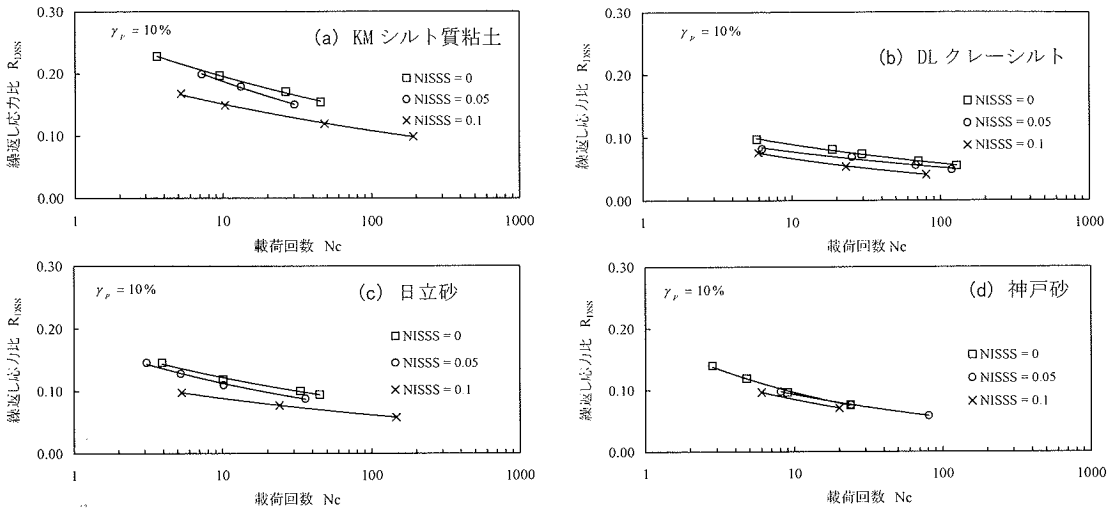 γp = 10%
(a) KMシルト質粘土
繰返し応力比 R_DSS
0.30
0.20
0.10
0.00
NISSS = 0
NISSS = 0.05
NISSS = 0.1
1
10
100
1000
載荷回数 Nc
γp = 10%
(b) DLクレーシルト
繰返し応力比 R_DSS
0.30
0.20
0.10
0.00
NISSS = 0
NISSS = 0.05
NISSS = 0.1
1
10
100
1000
載荷回数 Nc
γp = 10%
(c) 日立砂
繰返し応力比 R_DSS
0.30
0.20
0.10
0.00
NISSS = 0
NISSS = 0.05
NISSS = 0.1
1
10
100
1000
載荷回数 Nc
γp = 10%
(d) 神戸砂
繰返し応力比 R_DSS
0.30
0.20
0.10
0.00
NISSS = 0
NISSS = 0.05
NISSS = 0.1
1
10
100
1000
載荷回数 Nc